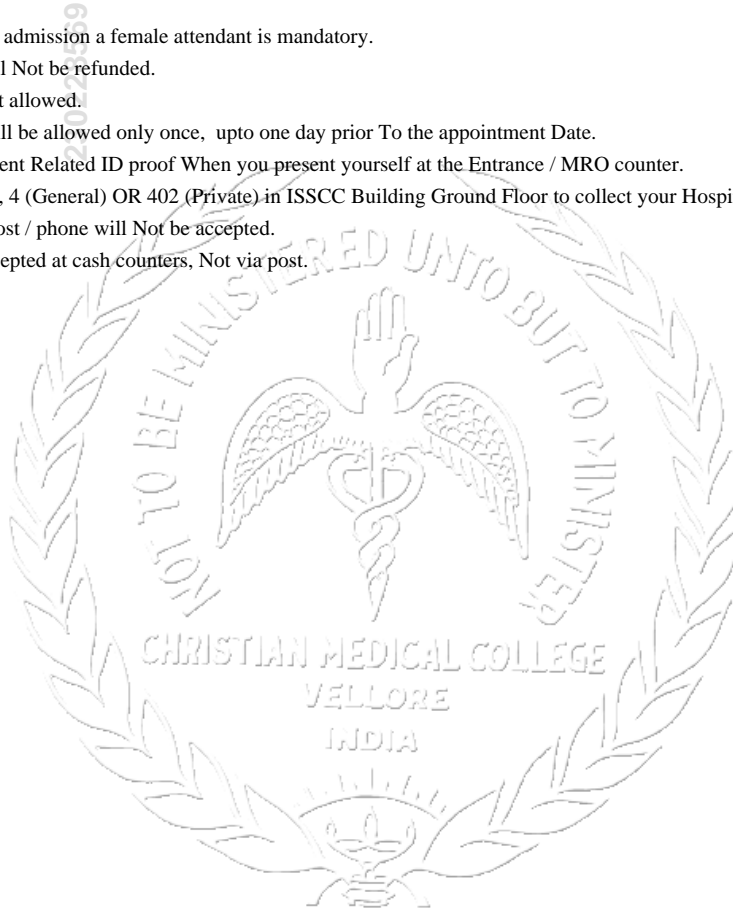 admission a female attendant is mandatory.
l Not be refunded.
t allowed.
ll be allowed only once, upto one day prior To the appointment Date.
ent Related ID proof When you present yourself at the Entrance / MRO counter.
, 4 (General) OR 402 (Private) in ISSCC Building Ground Floor to collect your Hospi
ost / phone will Not be accepted.
epted at cash counters, Not via post.
NOT TO BE MINISTERED UNTO BUT TO MINISTER
CHRISTIAN MEDICAL COLLEGE
VELLORE
INDIA